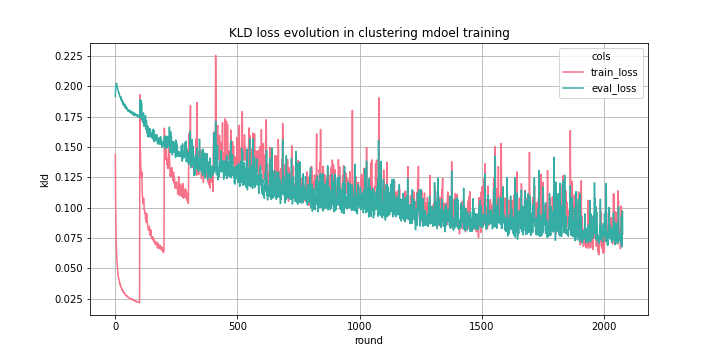 KLD loss evolution in clustering mdoel training
cols
train_loss
eval_loss
kld
0.225
0.200
0.175
0.150
0.125
0.100
0.075
0.050
0.025
0
500
1000
1500
2000
round